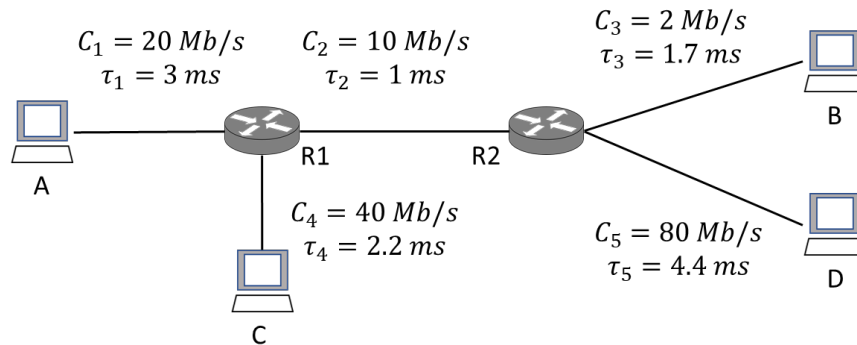 C₁ = 20 Mb/s
τ₁ = 3 ms
C₂ = 10 Mb/s
τ₂ = 1 ms
C₃ = 2 Mb/s
τ₃ = 1.7 ms
A
R1
R2
B
C₄ = 40 Mb/s
τ₄ = 2.2 ms
C₅ = 80 Mb/s
τ₅ = 4.4 ms
C
D